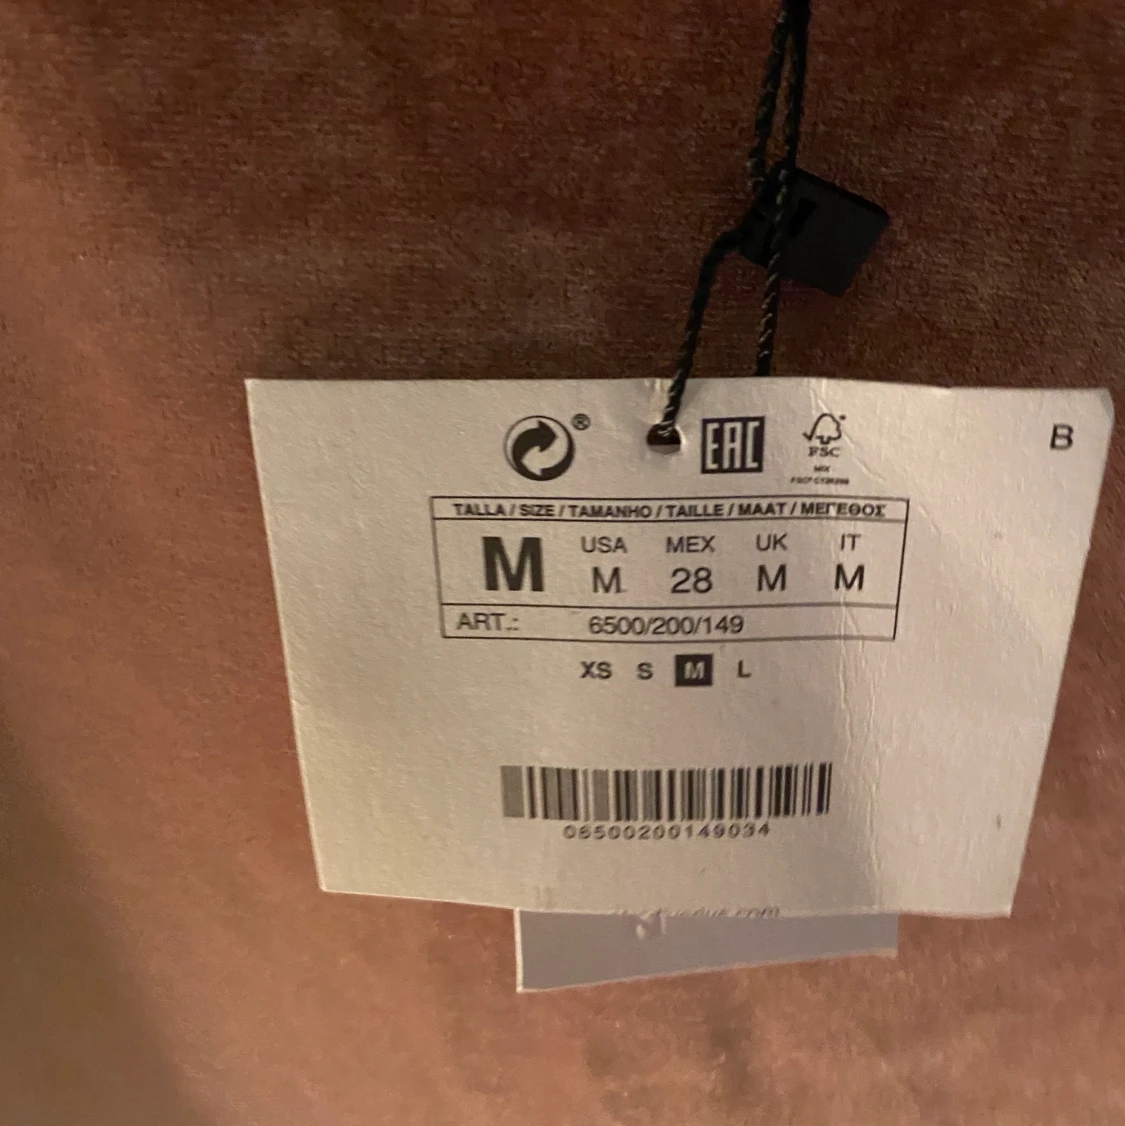 ®
EAC
FSC
B
MIX
TALLA / SIZE / TAMANHO / TAILLE / MAAT / ΜΕΓΕΘΟΣ
M USA MEX UK IT
M 28 M M
ART.: 6500/200/149
XS S M L
06500200149034